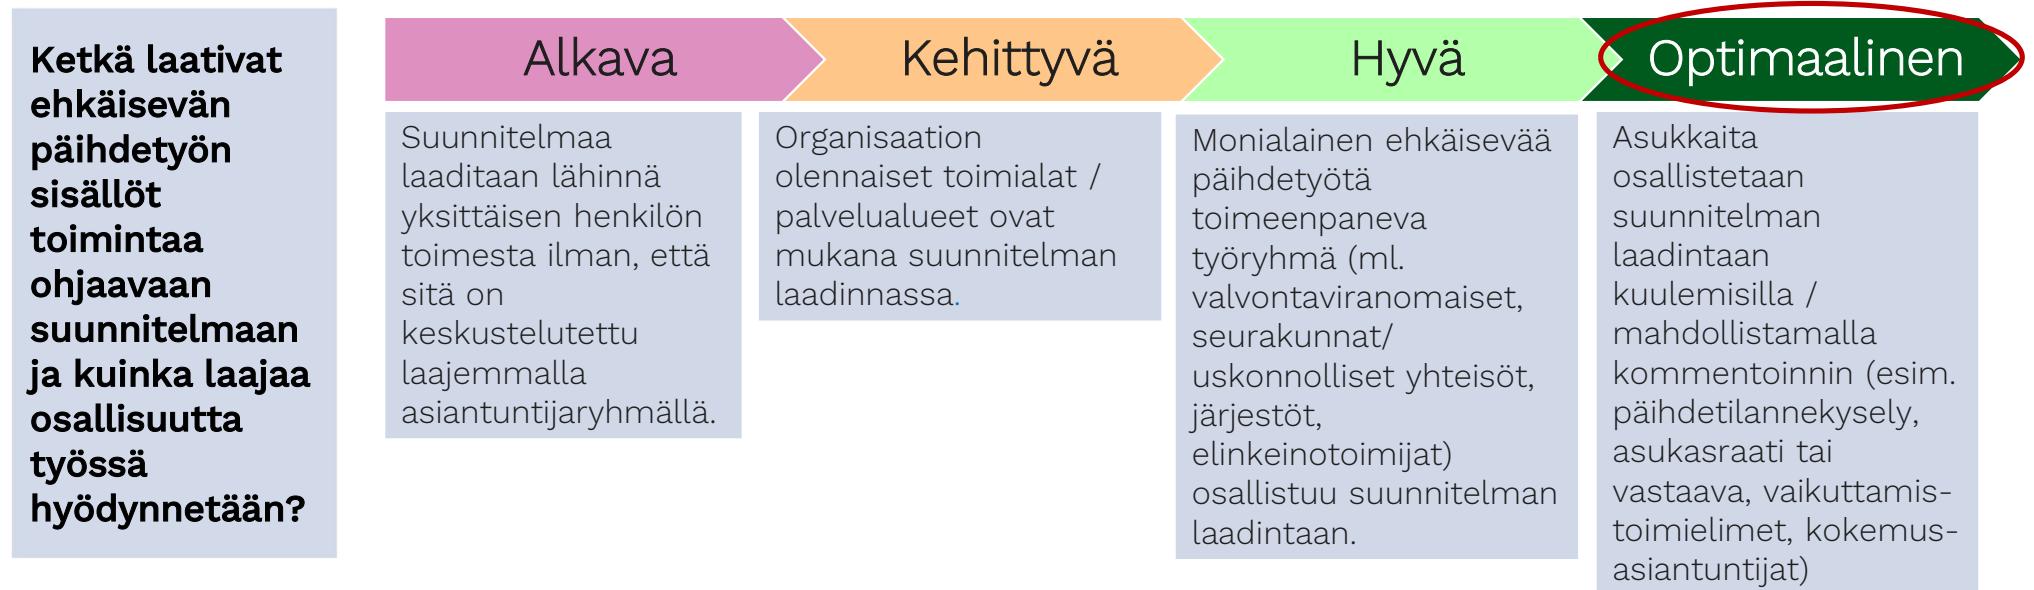 Ketkä laativat
ehkäisevän
päihdetyön
sisällöt
toimintaa
ohjaavaan
suunnitelmaan
ja kuinka laajaa
osallisuutta
työssä
hyödynnetään?
Alkava
Suunnitelmaa
laaditaan lähinnä
yksittäisen henkilön
toimesta ilman, että
sitä on
keskustelutettu
laajemmalla
asiantuntijaryhmällä.
Kehittyvä
Organisaation
olennaiset toimialat /
palvelualueet ovat
mukana suunnitelman
laadinnassa.
Hyvä
Monialainen ehkäisevää
päihdetyötä
toimeenpaneva
työryhmä (ml.
valvontaviranomaiset,
seurakunnat/
uskonnolliset yhteisöt,
järjestöt,
elinkeinotoimijat)
osallistuu suunnitelman
laadintaan.
Optimaalinen
Asukkaita
osallistetaan
suunnitelman
laadintaan
kuulemisilla /
mahdollistamalla
kommentoinnin (esim.
päihdetilannekysely,
asukasraati tai
vastaava, vaikuttamis-
toimielimet, kokemus-
asiantuntijat)